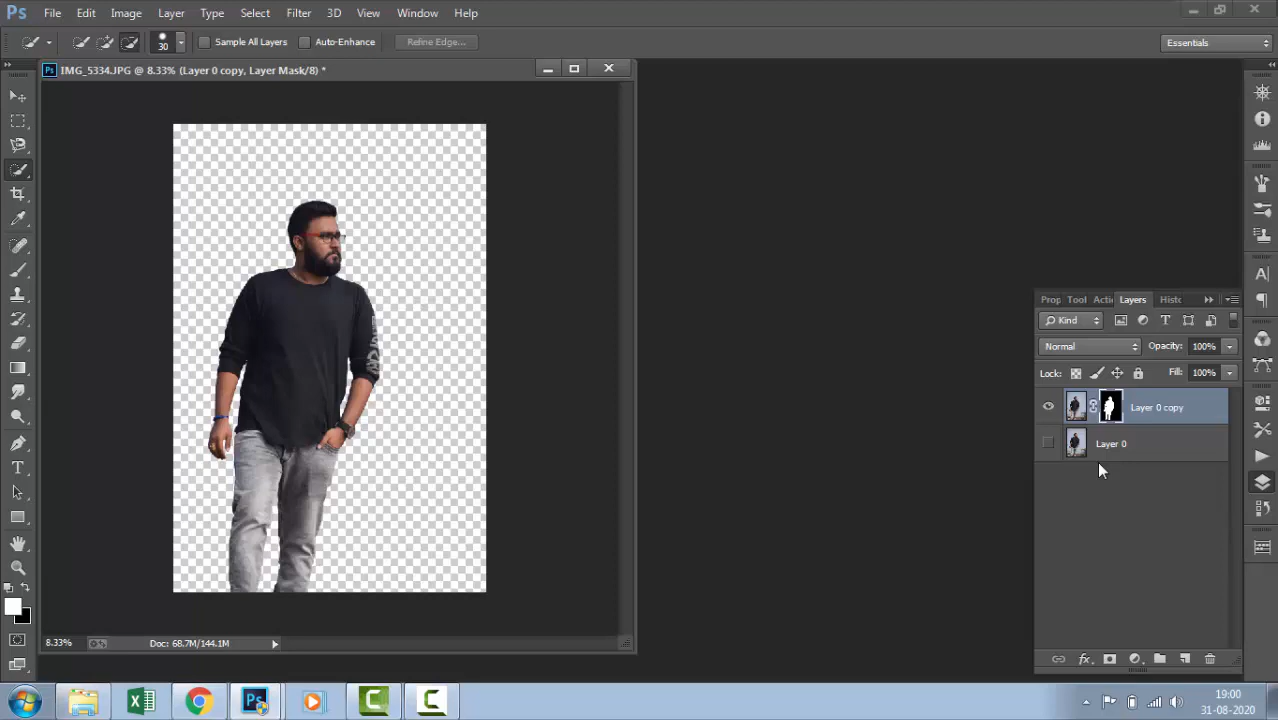 Ps File Edit Image Layer Type Select Filter 3D View Window Help
30 Sample All Layers Auto-Enhance Refine Edge... Essentials
IMG_5334.JPG @ 8.33% (Layer 0 copy, Layer Mask/8) *
Prop Tool Acti Layers Histo
Kind
Normal Opacity: 100%
Lock: Fill: 100%
Layer 0 copy
Layer 0
8.33% Doc: 68.7M/144.1M
19:00
31-08-2020